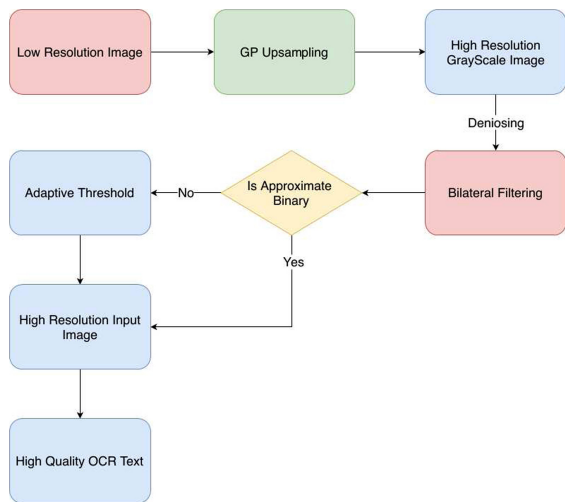 Low Resolution Image
GP Upsampling
High Resolution
GrayScale Image
Deniosing
Bilateral Filtering
Is Approximate
Binary
No
Adaptive Threshold
Yes
High Resolution Input
Image
High Quality OCR Text